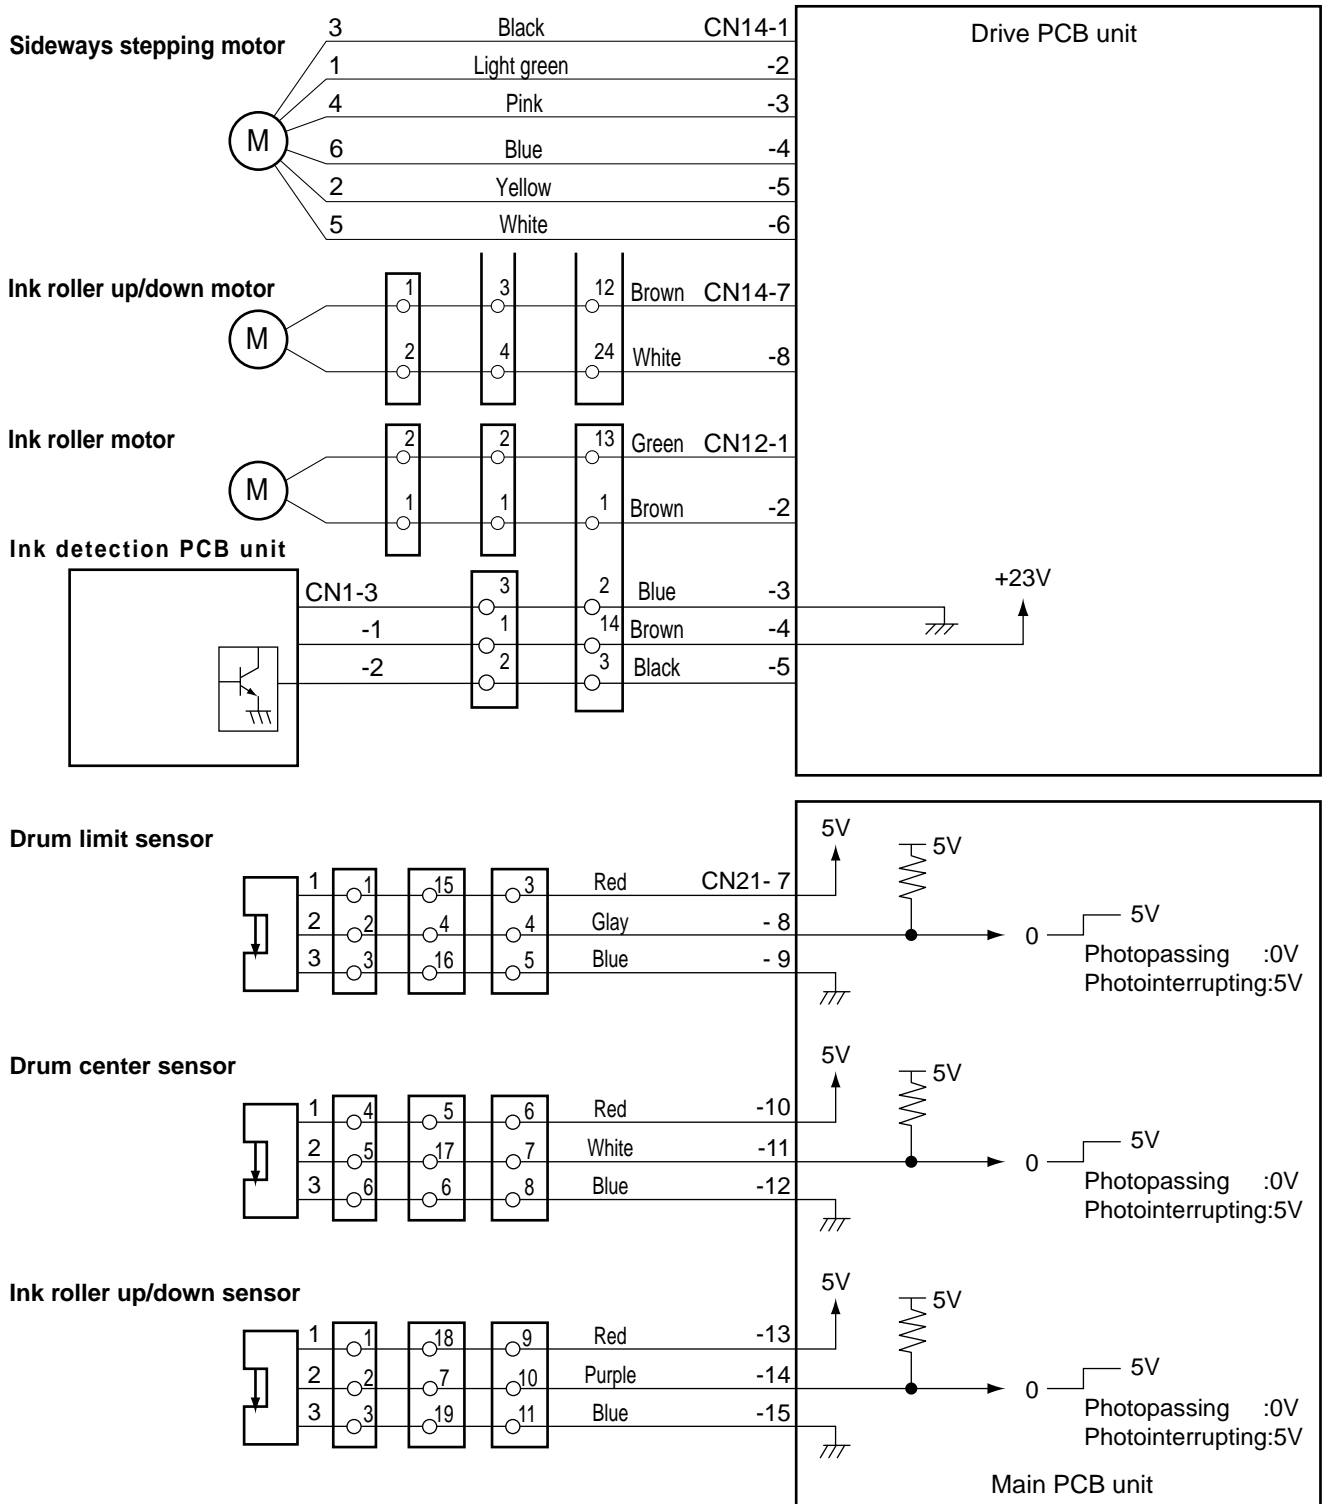 Sideways stepping motor
Drive PCB unit
3 Black CN14-1
1 Light green -2
4 Pink -3
M
6 Blue -4
2 Yellow -5
5 White -6
Ink roller up/down motor
1 3 12 Brown CN14-7
M
2 4 24 White -8
Ink roller motor
2 2 13 Green CN12-1
M
1 1 1 Brown -2
Ink detection PCB unit
+23V
CN1-3 3 2 Blue -3
-1 1 14 Brown -4
-2 2 3 Black -5
Drum limit sensor
5V
5V
1 1 15 3 Red CN21- 7
2 2 4 4 Glay - 8
0 5V
3 3 16 5 Blue - 9
Photopassing :0V
Photointerrupting:5V
Drum center sensor
5V
5V
1 4 5 6 Red -10
2 5 17 7 White -11
0 5V
3 6 6 8 Blue -12
Photopassing :0V
Photointerrupting:5V
Ink roller up/down sensor
5V
5V
1 1 18 9 Red -13
2 2 7 10 Purple -14
0 5V
3 3 19 11 Blue -15
Photopassing :0V
Photointerrupting:5V
Main PCB unit